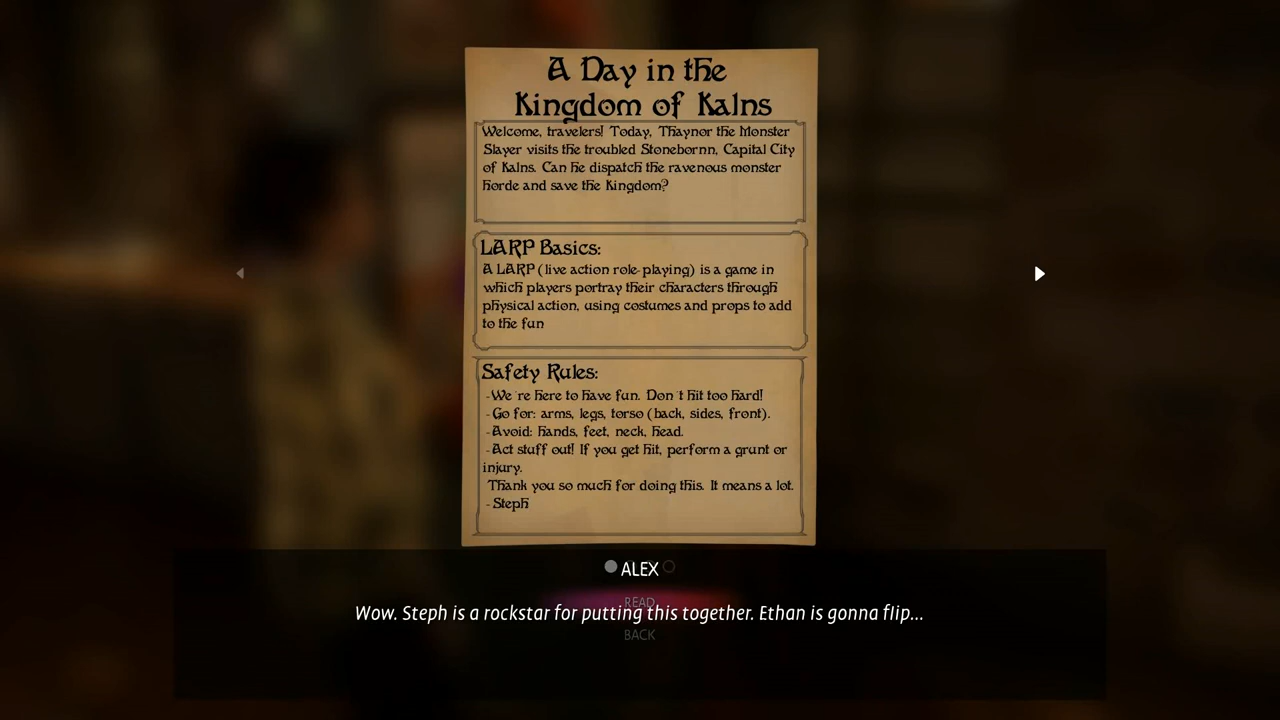 A Day in the
Kingdom of Kalns
Welcome, travelers! Today, Thaynor the Monster
Slayer visits the troubled Stonebornn, Capital City
of Kalns. Can he dispatch the ravenous monster
horde and save the Kingdom?
LARP Basics:
A LARP (live action role-playing) is a game in
which players portray their characters through
physical action, using costumes and props to add
to the fun
Safety Rules:
-We're here to have fun. Don't hit too hard!
-Go for: arms, legs, torso (back, sides, front).
-Avoid: hands, feet, neck, head.
-Act stuff out! If you get hit, perform a grunt or
injury.
Thank you so much for doing this. It means a lot.
-Steph
ALEX
READ
Wow. Steph is a rockstar for putting this together. Ethan is gonna flip...
BACK